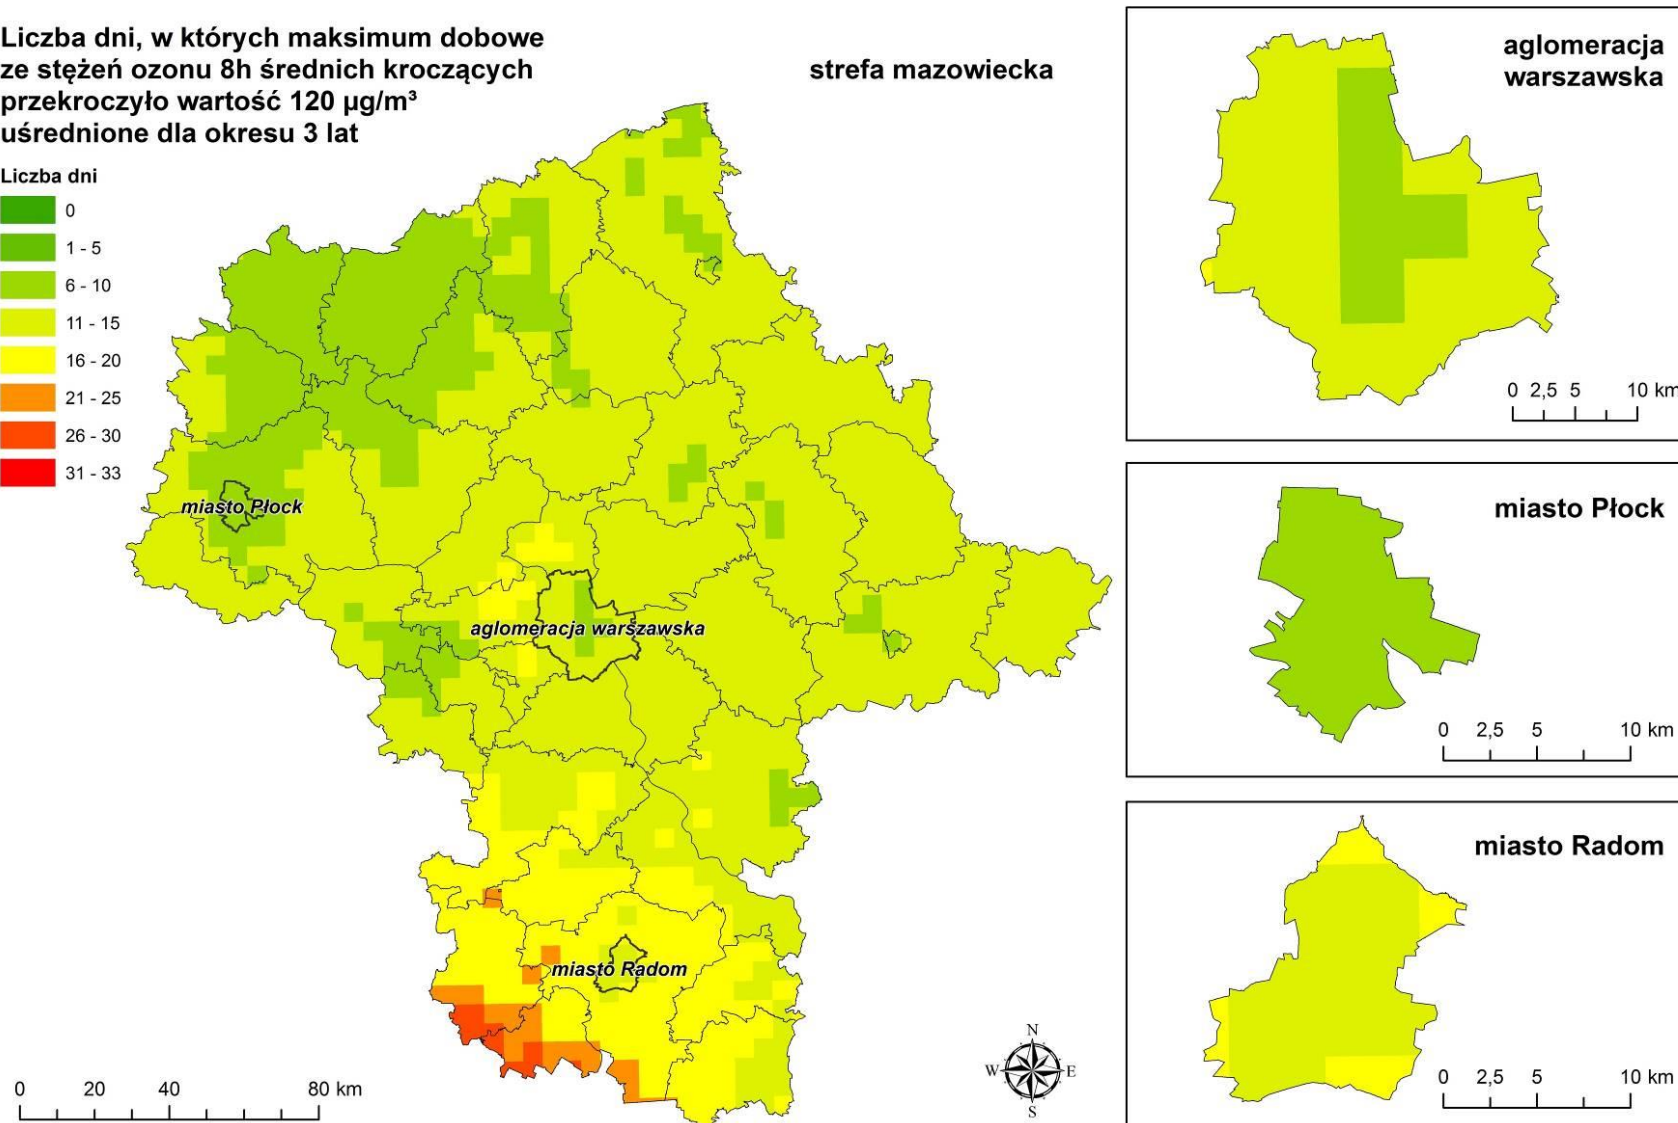 Liczba dni, w których maksimum dobowe
ze stężeń ozonu 8h średnich kroczących
przekroczyło wartość 120 µg/m³
uśrednione dla okresu 3 lat
Liczba dni
0
1 - 5
6 - 10
11 - 15
16 - 20
21 - 25
26 - 30
31 - 33
strefa mazowiecka
miasto Płock
aglomeracja warszawska
miasto Radom
0 20 40 80 km
N
W E
S
aglomeracja
warszawska
0 2,5 5 10 km
miasto Płock
0 2,5 5 10 km
miasto Radom
0 2,5 5 10 km